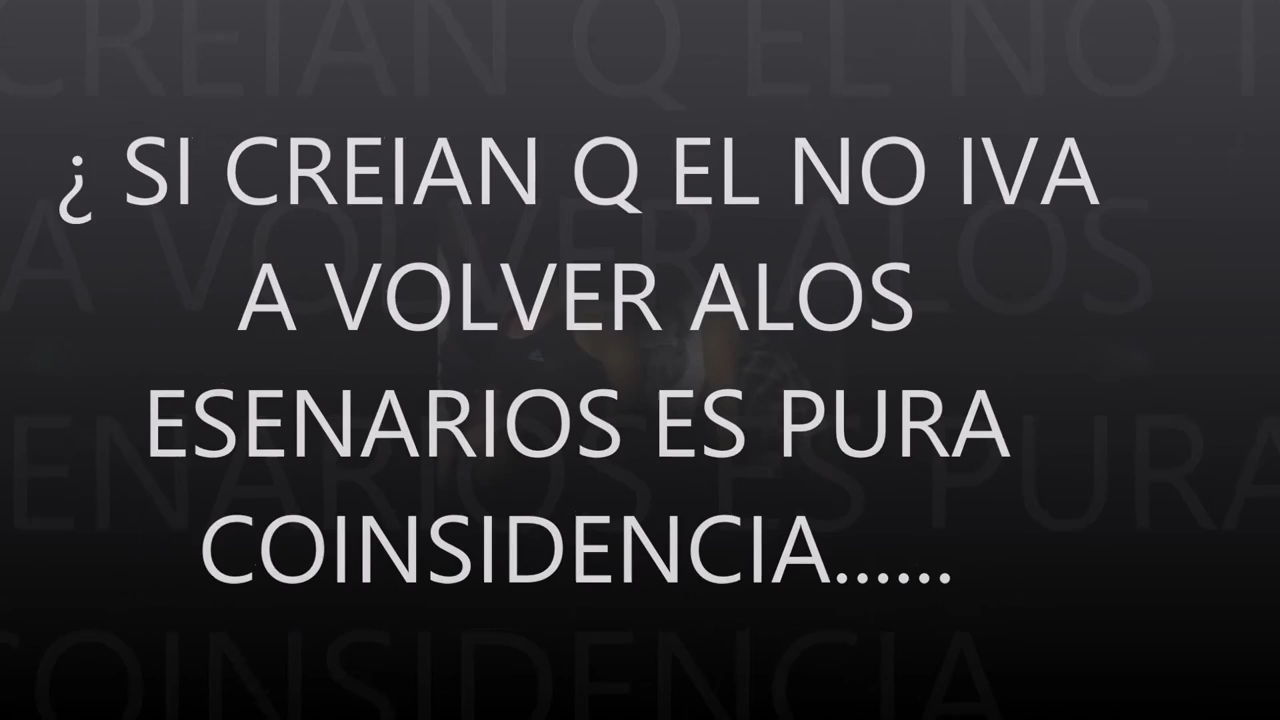 ¿ SI CREIAN Q EL NO IVA
A VOLVER ALOS
ESENARIOS ES PURA
COINSIDENCIA......